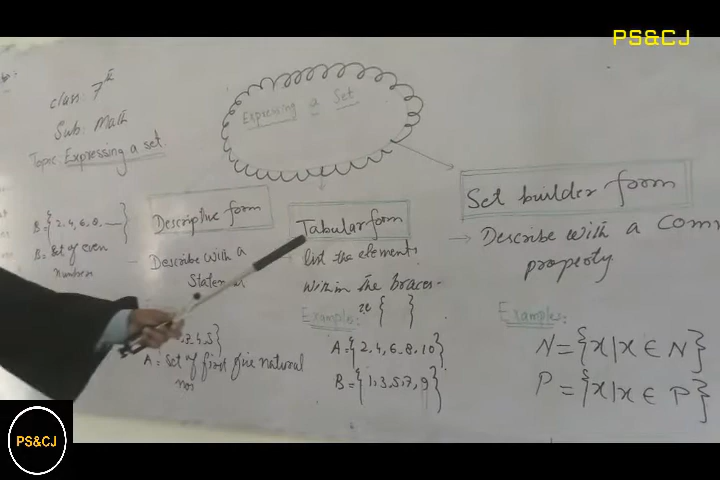 PS&CJ
class: 7th
Sub: Math
Topic: Expressing a set
Expressing a Set
B = {2, 4, 6, 8, ----}
B = Set of even
numbers
Descriptive form
Describe with a
A = Set of first five natural
Tabular form
list the elements
within the braces.
{ }
Examples:
A = {2, 4, 6, 8, 10}
B = {1, 3, 5, 7, 9}
Set builder form
Describe with a com
property
Examples:
N = {x | x ∈ N}
P = {x | x ∈ P}
PS&CJ